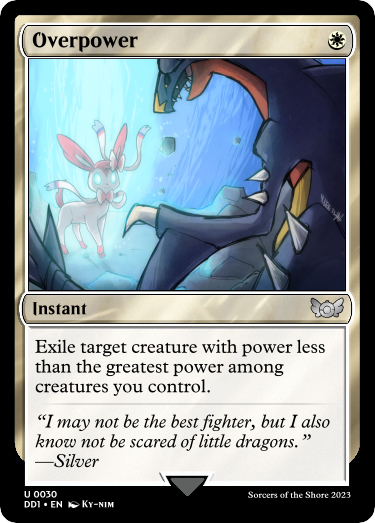 Overpower
Instant
Exile target creature with power less
than the greatest power among
creatures you control.
“I may not be the best fighter, but I also
know not be scared of little dragons.”
—Silver
U 0030
DD1 • EN Ky-nim
Sorcers of the Shore 2023